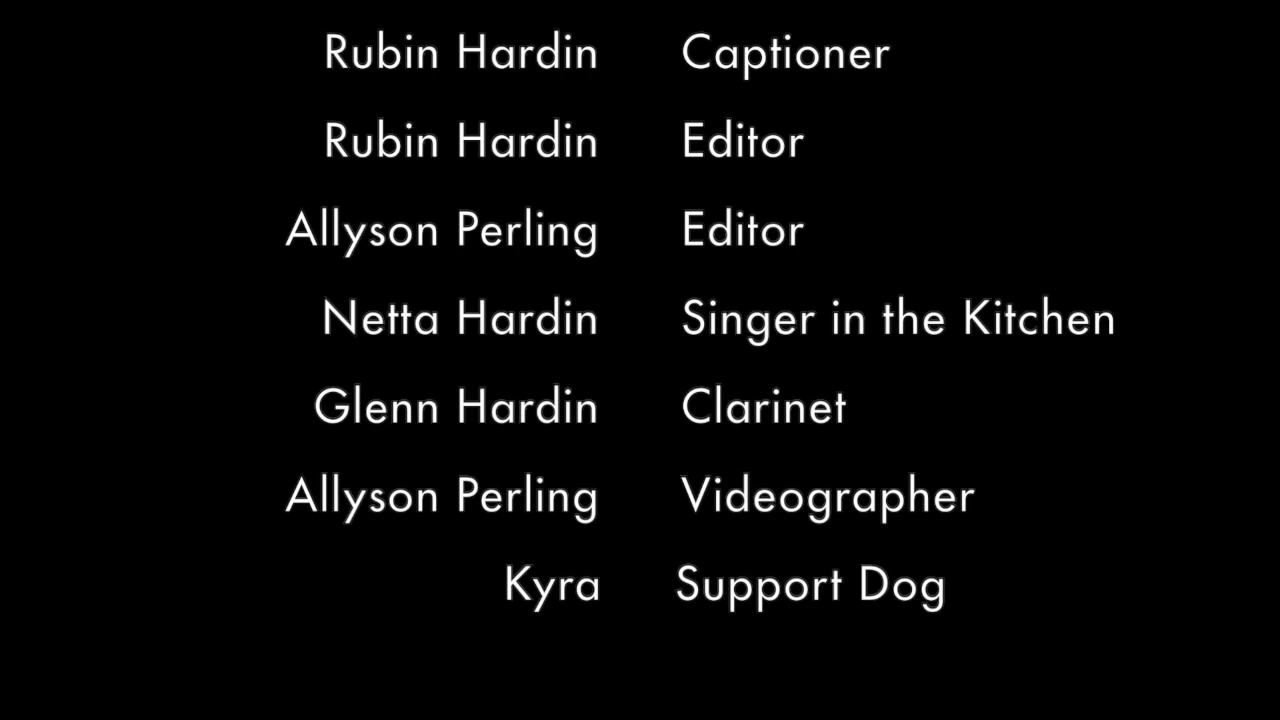 Rubin Hardin Captioner
Rubin Hardin Editor
Allyson Perling Editor
Netta Hardin Singer in the Kitchen
Glenn Hardin Clarinet
Allyson Perling Videographer
Kyra Support Dog